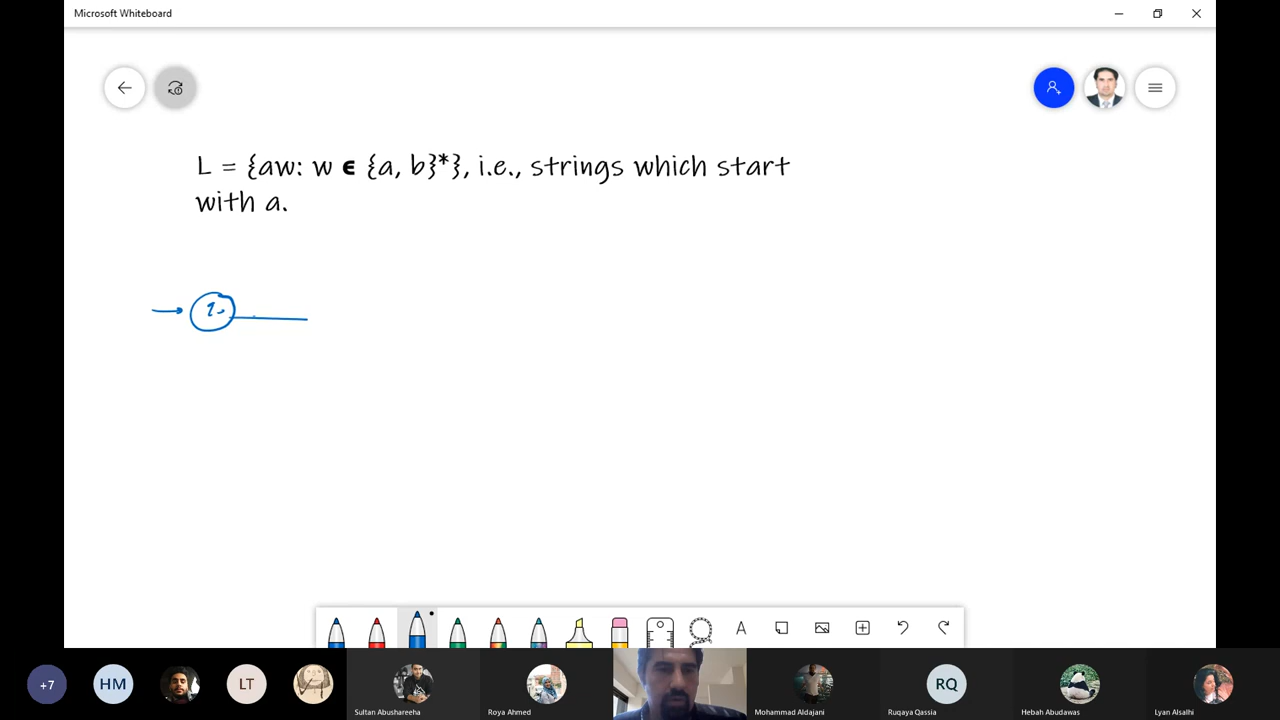 Microsoft Whiteboard
L = {aw: w ϵ {a, b}*}, i.e., strings which start
with a.
A
+7
HM
LT
RQ
Sultan Abushareeha
Roya Ahmed
Mohammad Aldajani
Ruqaya Qassia
Hebah Abudawas
Lyan Alsalhi